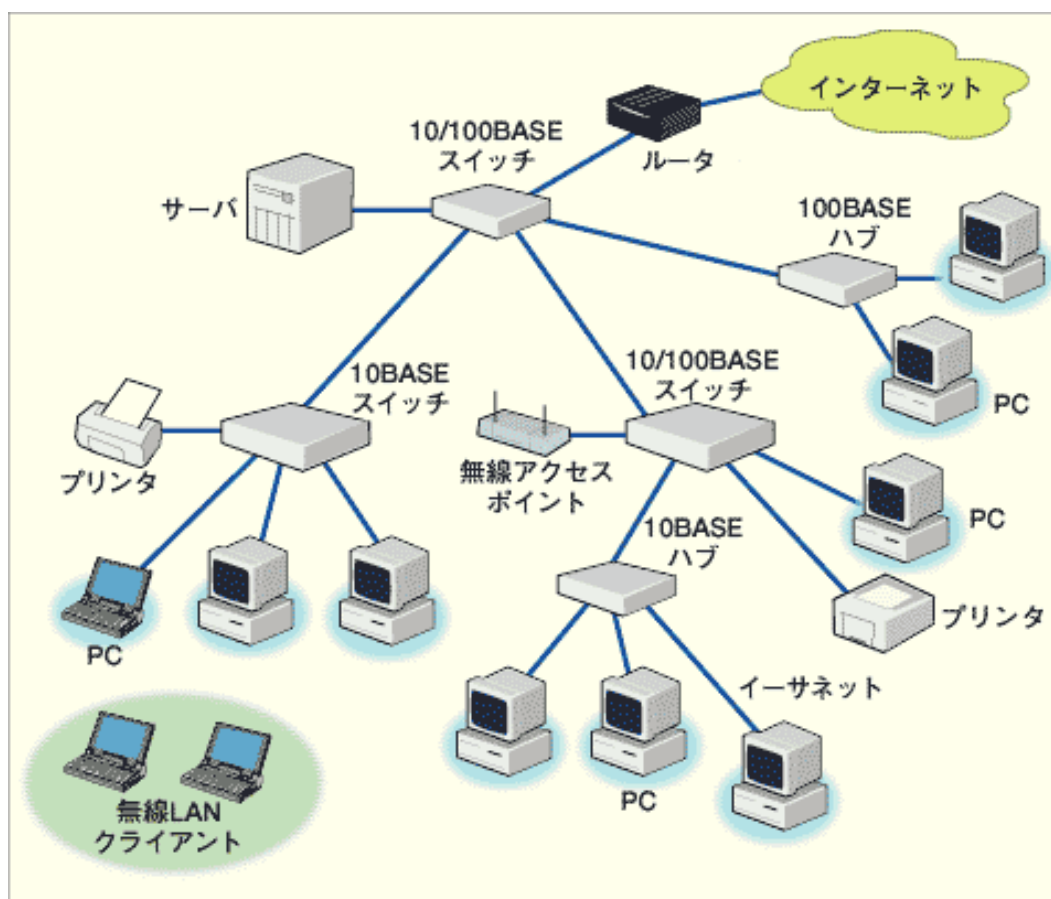 インターネット
10/100BASE
スイッチ
ルータ
サーバ
100BASE
ハブ
PC
10BASE
スイッチ
10/100BASE
スイッチ
プリンタ
無線アクセス
ポイント
PC
10BASE
ハブ
プリンタ
PC
イーサネット
PC
無線LAN
クライアント